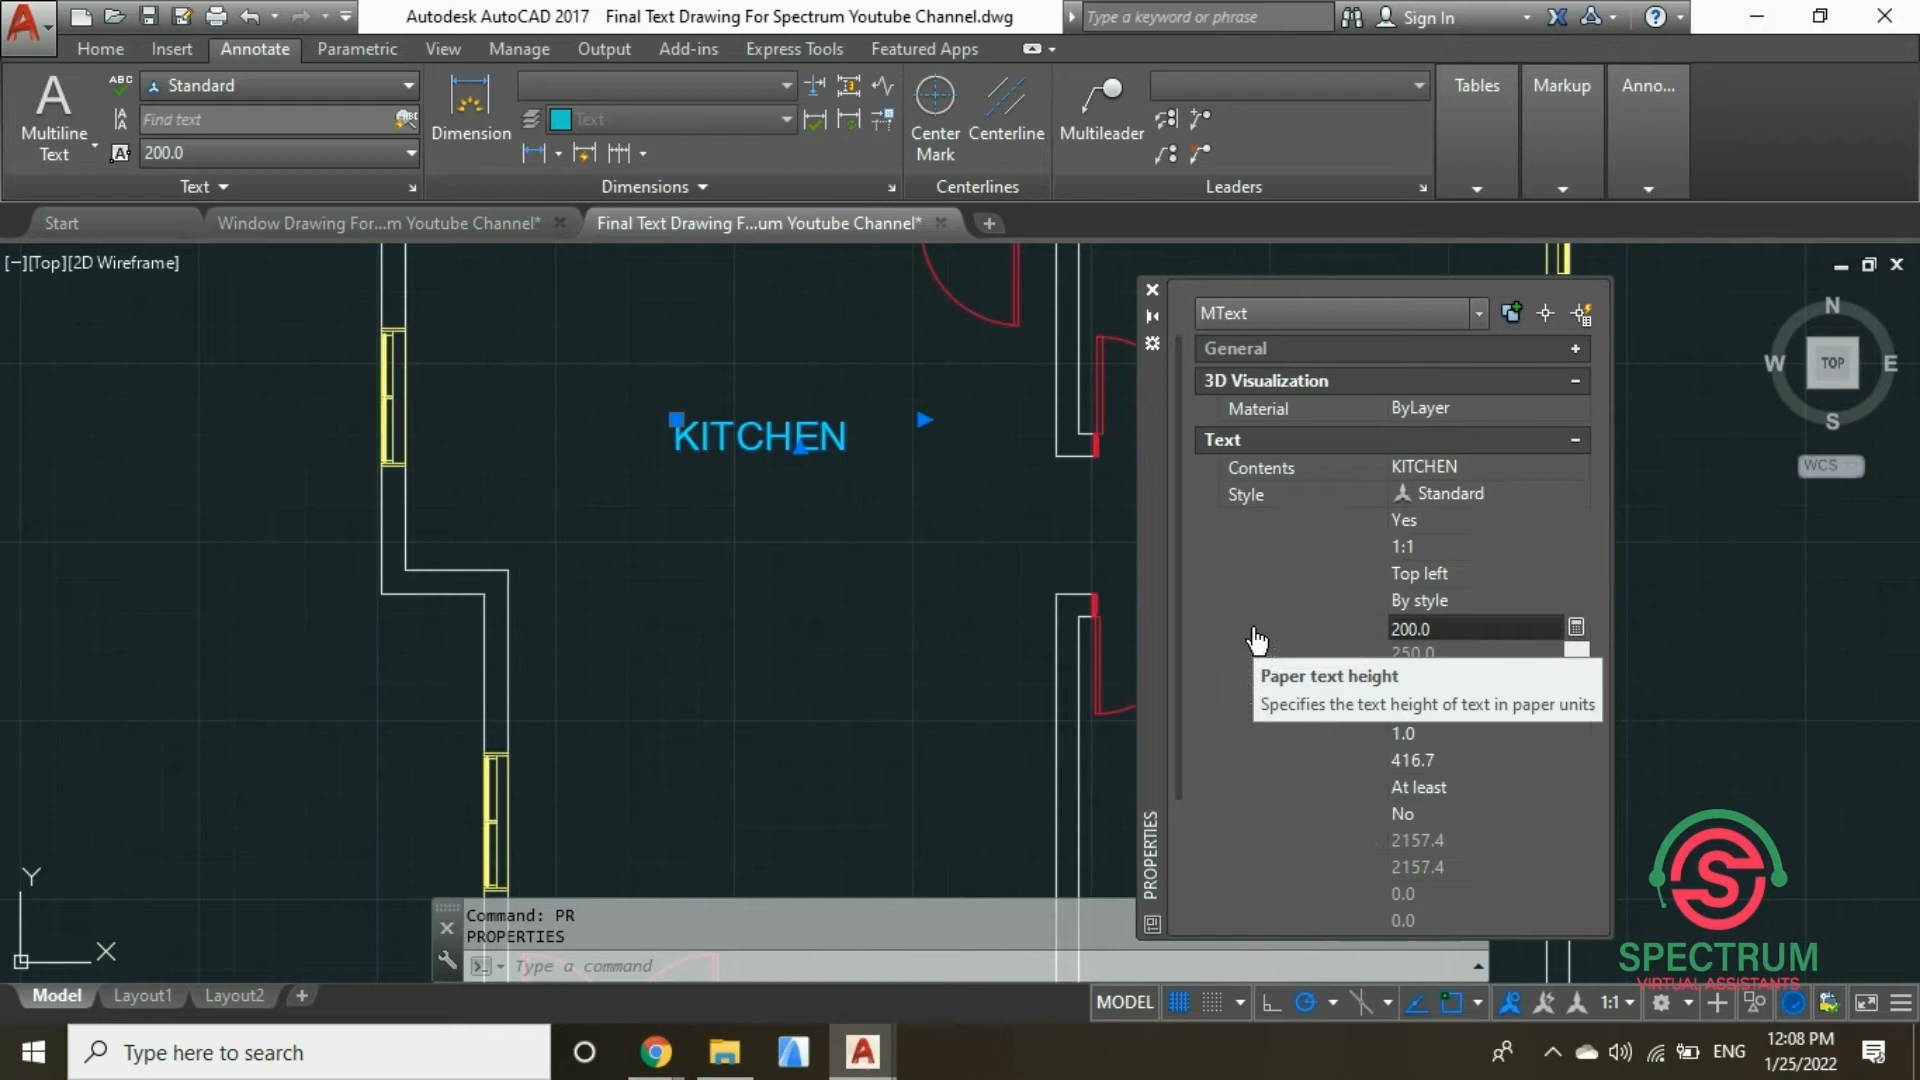 Autodesk AutoCAD 2017 Final Text Drawing For Spectrum Youtube Channel.dwg
Type a keyword or phrase
Sign In
Home Insert Annotate Parametric View Manage Output Add-ins Express Tools Featured Apps
A
Multiline
Text
ABC
Standard
Find text
200.0
Text
Dimension
Text
Dimensions
Center
Mark
Centerline
Centerlines
Multileader
Leaders
Tables
Markup
Anno...
Start
Window Drawing For...m Youtube Channel*
Final Text Drawing F...um Youtube Channel*
[−][Top][2D Wireframe]
N
W TOP E
S
WCS
KITCHEN
MText
General
3D Visualization
Material ByLayer
Text
Contents KITCHEN
Style Standard
Yes
1:1
Top left
By style
200.0
250.0
Paper text height
Specifies the text height of text in paper units
1.0
416.7
At least
No
2157.4
2157.4
0.0
0.0
PROPERTIES
Y
X
Command: PR
PROPERTIES
Type a command
S
SPECTRUM
VIRTUAL ASSISTANTS
Model Layout1 Layout2
MODEL
1:1
Type here to search
ENG
12:08 PM
1/25/2022